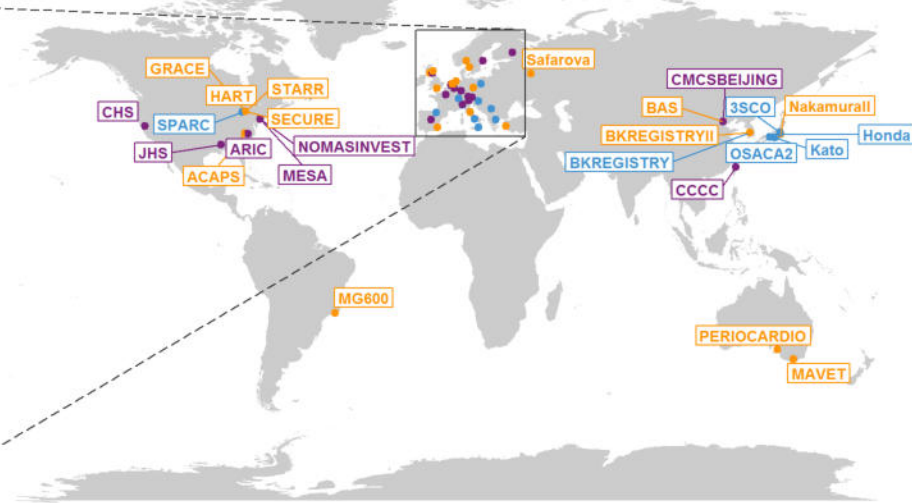 GRACE
HART
STARR
CHS
SPARC
SECURE
JHS
ARIC
NOMASINVEST
ACAPS
MESA
MG600
Safarova
CMCSBEIJING
BAS
3SCO
NakamuraII
BKREGISTRYII
Honda
BKREGISTRY
OSACA2
Kato
CCCC
PERIOCARDIO
MAVET